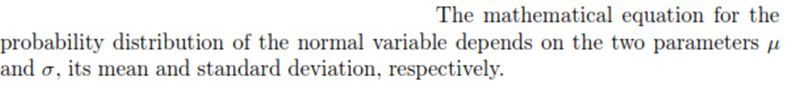 The mathematical equation for the
probability distribution of the normal variable depends on the two parameters μ
and σ, its mean and standard deviation, respectively.